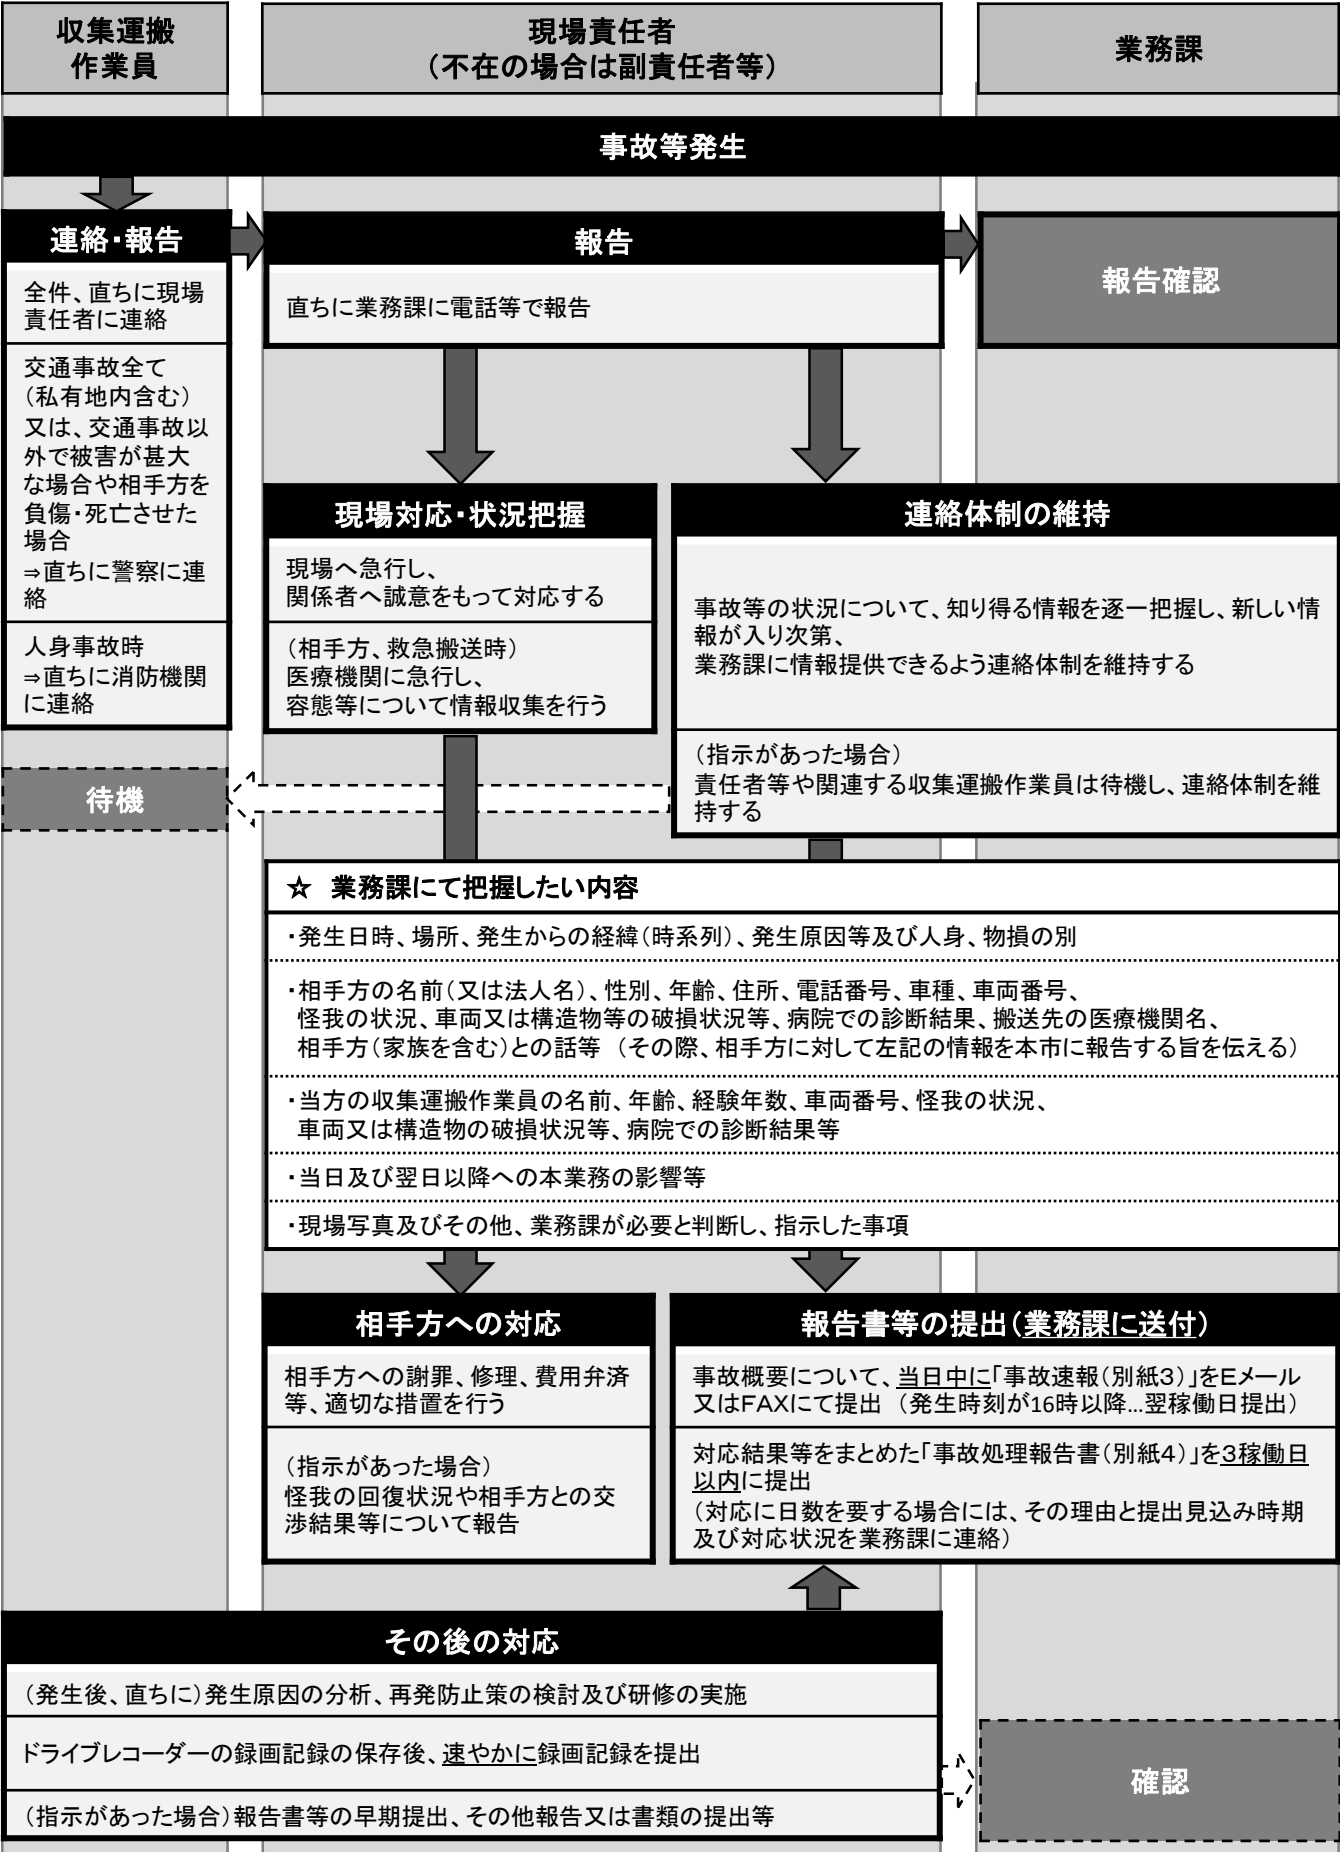 収集運搬
作業員
現場責任者
（不在の場合は副責任者等）
業務課
事故等発生
連絡・報告
全件、直ちに現場
責任者に連絡
交通事故全て
（私有地内含む）
又は、交通事故以
外で被害が甚大
な場合や相手方を
負傷・死亡させた
場合
⇒直ちに警察に連
絡
人身事故時
⇒直ちに消防機関
に連絡
報告
直ちに業務課に電話等で報告
報告確認
現場対応・状況把握
現場へ急行し、
関係者へ誠意をもって対応する
（相手方、救急搬送時）
医療機関に急行し、
容態等について情報収集を行う
連絡体制の維持
事故等の状況について、知り得る情報を逐一把握し、新しい情
報が入り次第、
業務課に情報提供できるよう連絡体制を維持する
（指示があった場合）
責任者等や関連する収集運搬作業員は待機し、連絡体制を維
持する
待機
☆　業務課にて把握したい内容
・発生日時、場所、発生からの経緯（時系列）、発生原因等及び人身、物損の別
・相手方の名前（又は法人名）、性別、年齢、住所、電話番号、車種、車両番号、
怪我の状況、車両又は構造物等の破損状況等、病院での診断結果、搬送先の医療機関名、
相手方（家族を含む）との話等　（その際、相手方に対して左記の情報を本市に報告する旨を伝える）
・当方の収集運搬作業員の名前、年齢、経験年数、車両番号、怪我の状況、
車両又は構造物の破損状況等、病院での診断結果等
・当日及び翌日以降への本業務の影響等
・現場写真及びその他、業務課が必要と判断し、指示した事項
相手方への対応
相手方への謝罪、修理、費用弁済
等、適切な措置を行う
（指示があった場合）
怪我の回復状況や相手方との交
渉結果等について報告
報告書等の提出（業務課に送付）
事故概要について、当日中に「事故速報（別紙３）」をＥメール
又はＦＡＸにて提出　（発生時刻が16時以降…翌稼働日提出）
対応結果等をまとめた「事故処理報告書（別紙４）」を３稼働日
以内に提出
（対応に日数を要する場合には、その理由と提出見込み時期
及び対応状況を業務課に連絡）
その後の対応
（発生後、直ちに）発生原因の分析、再発防止策の検討及び研修の実施
ドライブレコーダーの録画記録の保存後、速やかに録画記録を提出
（指示があった場合）報告書等の早期提出、その他報告又は書類の提出等
確認